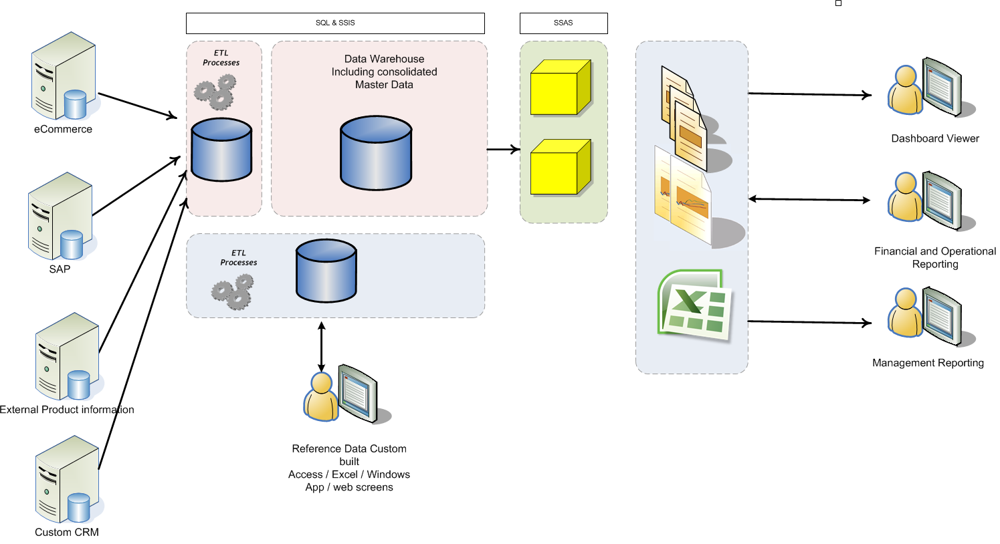 SQL & SSIS
SSAS
ETL
Processes
Data Warehouse
Including consolidated
Master Data
eCommerce
Dashboard Viewer
SAP
ETL
Processes
Financial and Operational
Reporting
Management Reporting
External Product information
Reference Data Custom
built
Access / Excel / Windows
App / web screens
Custom CRM